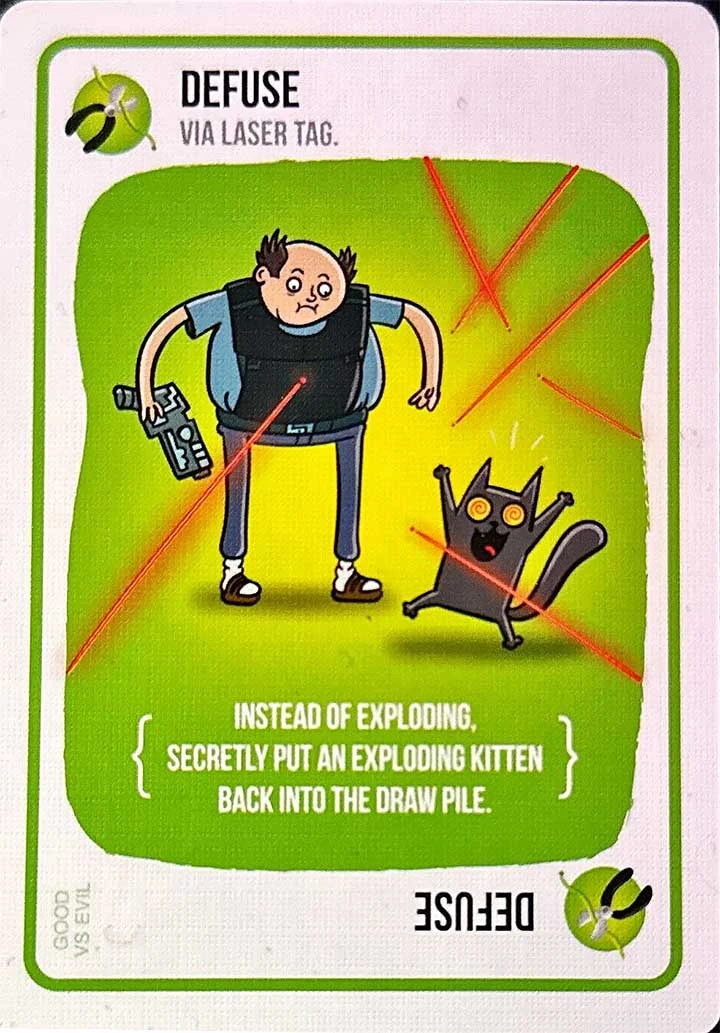 DEFUSE
VIA LASER TAG.
INSTEAD OF EXPLODING,
SECRETLY PUT AN EXPLODING KITTEN
BACK INTO THE DRAW PILE.
GOOD
VS EVIL
DEFUSE